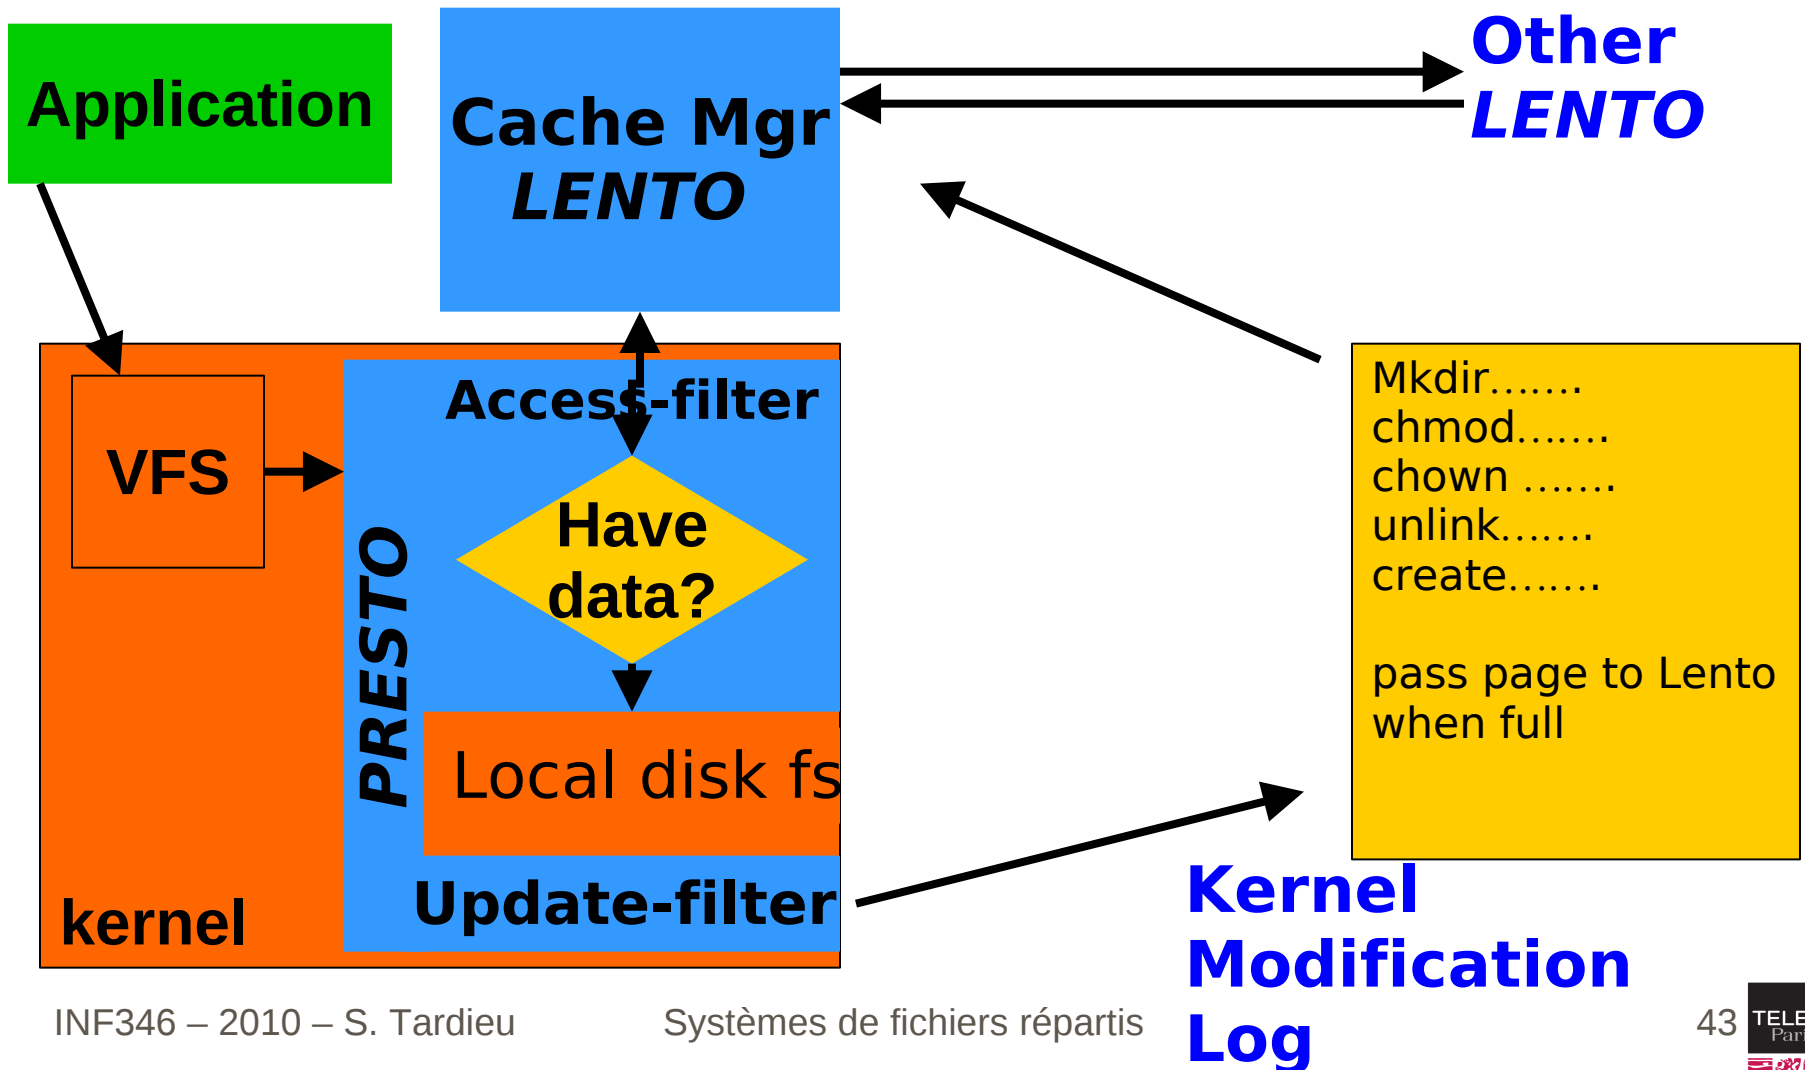 Application
Cache Mgr
LENTO
Other
LENTO
VFS
PRESTO
Access-filter
Have
data?
Local disk fs
Update-filter
kernel
Mkdir…….
chmod…….
chown …….
unlink…….
create…….
pass page to Lento
when full
Kernel
Modification
Log
INF346 – 2010 – S. Tardieu
Systèmes de fichiers répartis
43